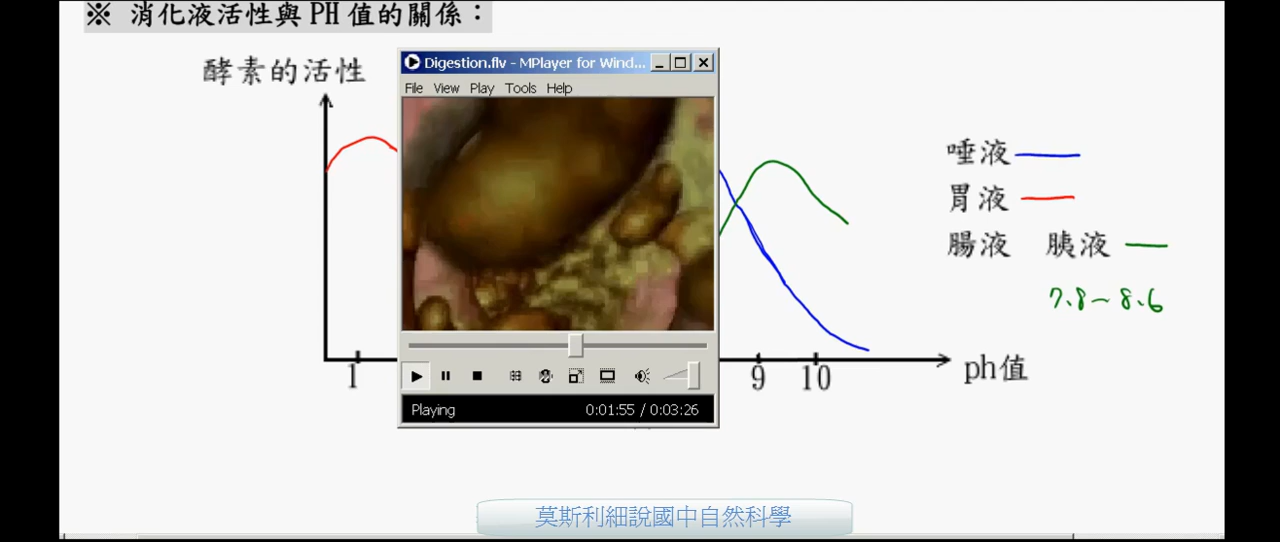 ※ 消化液活性與 PH 值的關係：
酵素的活性
Digestion.flv - MPlayer for Wind...
File View Play Tools Help
唾液
胃液
腸液 胰液
7.8~8.6
1 9 10 ph值
Playing 0:01:55 / 0:03:26
莫斯利細說國中自然科學